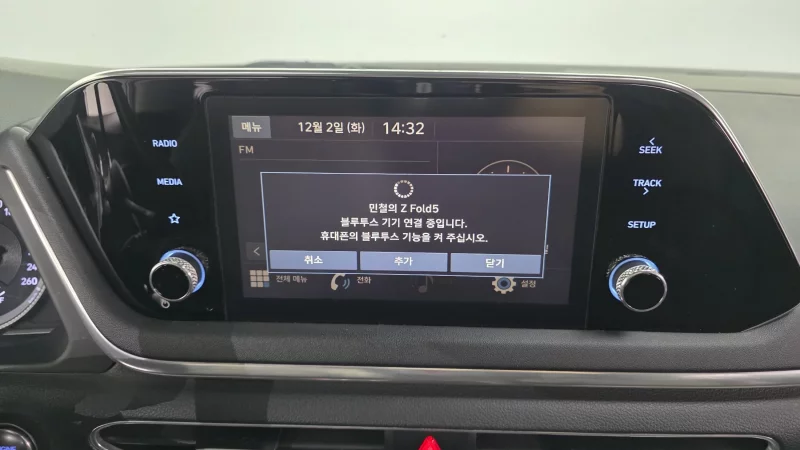 메뉴 12월 2일 (화) 14:32
FM
민철의 Z Fold5
블루투스 기기 연결 중입니다.
휴대폰의 블루투스 기능을 켜 주십시오.
취소 추가 닫기
전체 메뉴 전화 설정
RADIO
MEDIA
SEEK
TRACK
SETUP
24
260